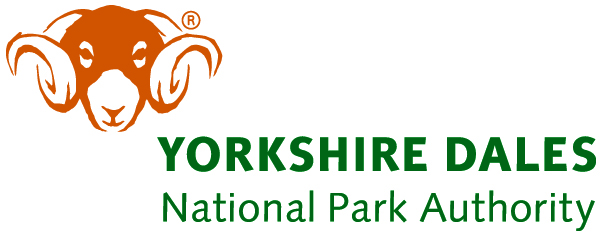 ®
YORKSHIRE DALES
National Park Authority